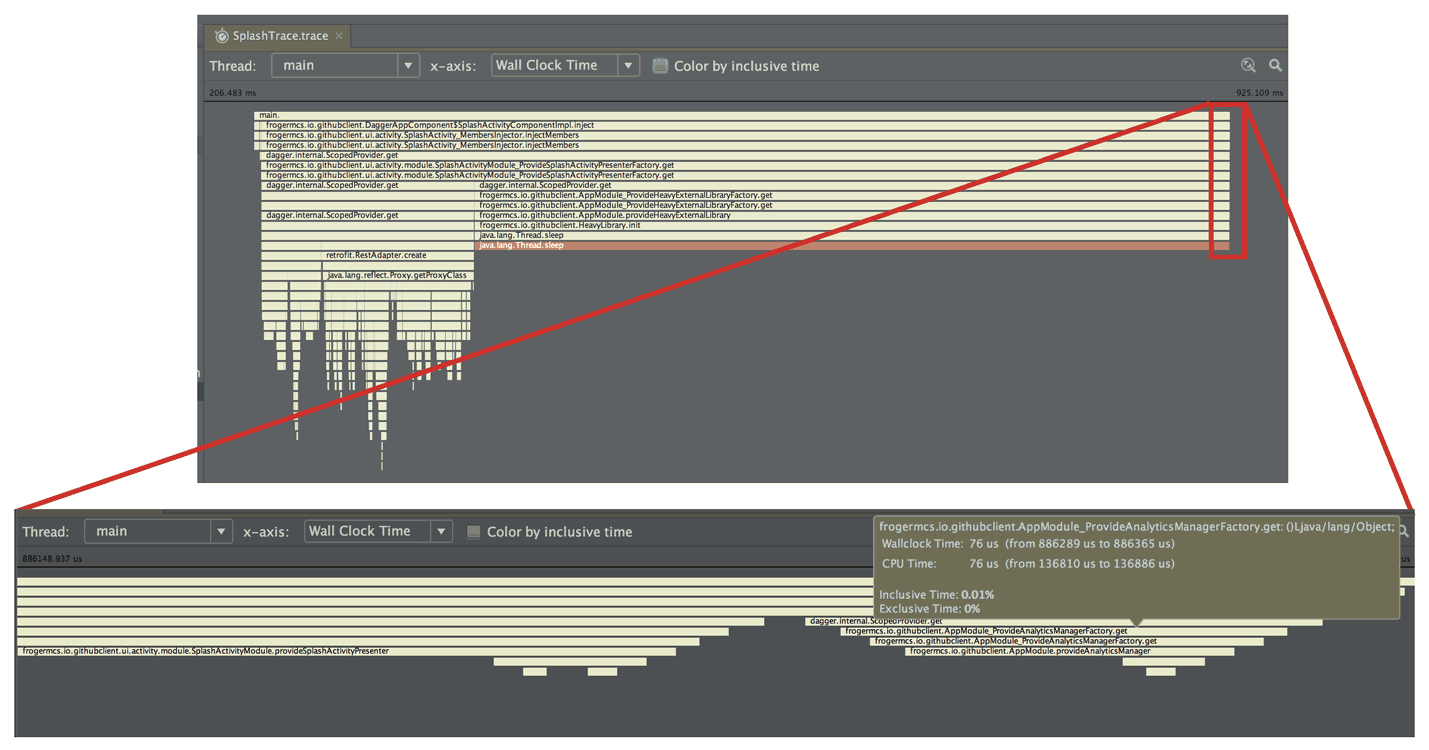 SplashTrace.trace ×
Thread: main x-axis: Wall Clock Time Color by inclusive time
206.483 ms 925.109 ms
main.
frogermcs.io.githubclient.DaggerAppComponent$SplashActivityComponentImpl.inject
frogermcs.io.githubclient.ui.activity.SplashActivity_MembersInjector.injectMembers
frogermcs.io.githubclient.ui.activity.SplashActivity_MembersInjector.injectMembers
dagger.internal.ScopedProvider.get
frogermcs.io.githubclient.ui.activity.module.SplashActivityModule_ProvideSplashActivityPresenterFactory.get
frogermcs.io.githubclient.ui.activity.module.SplashActivityModule_ProvideSplashActivityPresenterFactory.get
dagger.internal.ScopedProvider.get dagger.internal.ScopedProvider.get
frogermcs.io.githubclient.AppModule_ProvideHeavyExternalLibraryFactory.get
frogermcs.io.githubclient.AppModule_ProvideHeavyExternalLibraryFactory.get
dagger.internal.ScopedProvider.get frogermcs.io.githubclient.AppModule.provideHeavyExternalLibrary
frogermcs.io.githubclient.HeavyLibrary.init
java.lang.Thread.sleep
java.lang.Thread.sleep
retrofit.RestAdapter.create
java.lang.reflect.Proxy.getProxyClass
Thread: main x-axis: Wall Clock Time Color by inclusive time
886148.937 us us
frogermcs.io.githubclient.AppModule_ProvideAnalyticsManagerFactory.get: ()Ljava/lang/Object;
Wallclock Time: 76 us (from 886289 us to 886365 us)
CPU Time: 76 us (from 136810 us to 136886 us)
Inclusive Time: 0.01%
Exclusive Time: 0%
dagger.internal.ScopedProvider.get
frogermcs.io.githubclient.AppModule_ProvideAnalyticsManagerFactory.get
frogermcs.io.githubclient.AppModule_ProvideAnalyticsManagerFactory.get
frogermcs.io.githubclient.ui.activity.module.SplashActivityModule.provideSplashActivityPresenter frogermcs.io.githubclient.AppModule.provideAnalyticsManager